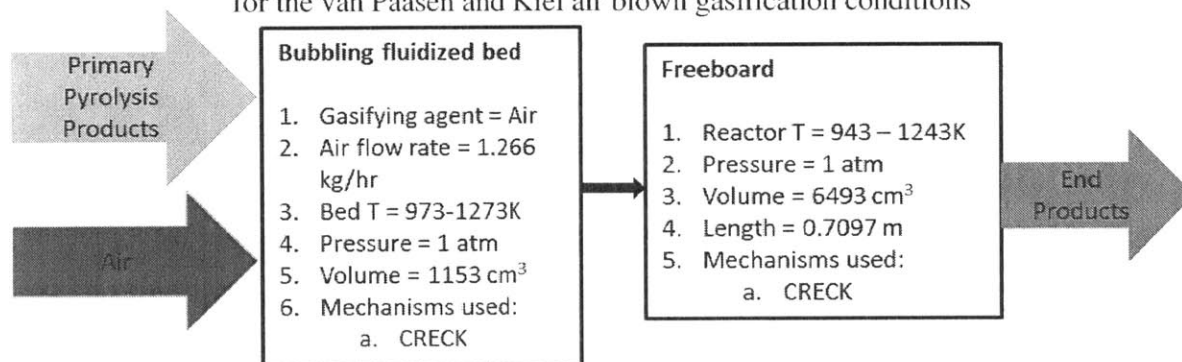 for the van Paasen and Kiel air blown gasification conditions
Primary
Pyrolysis
Products
Air
Bubbling fluidized bed
1. Gasifying agent = Air
2. Air flow rate = 1.266
kg/hr
3. Bed T = 973-1273K
4. Pressure = 1 atm
5. Volume = 1153 cm³
6. Mechanisms used:
a. CRECK
Freeboard
1. Reactor T = 943 – 1243K
2. Pressure = 1 atm
3. Volume = 6493 cm³
4. Length = 0.7097 m
5. Mechanisms used:
a. CRECK
End
Products